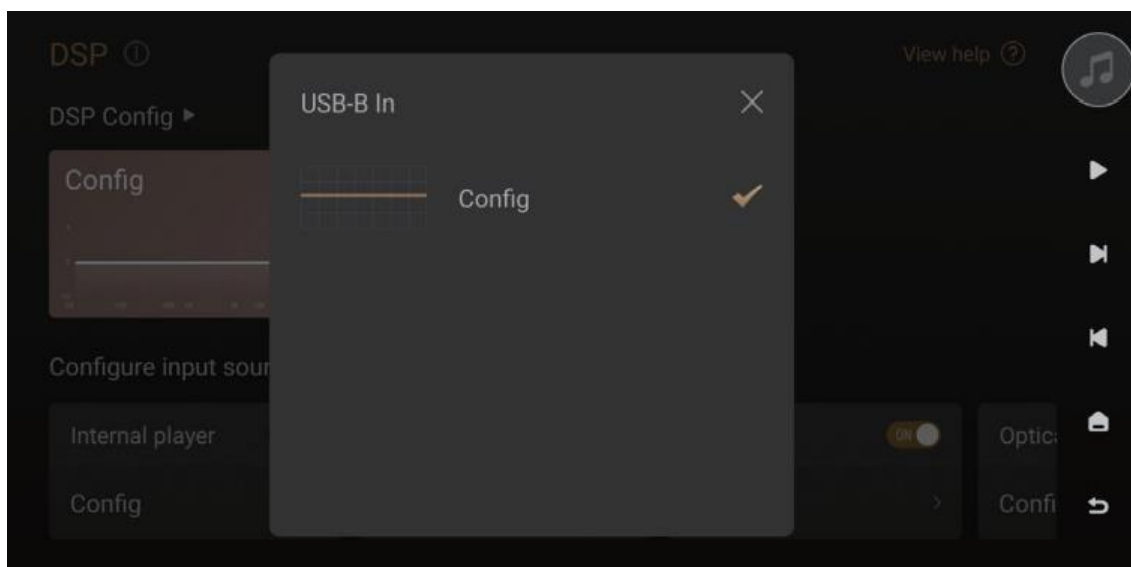 DSP
View help
DSP Config
Config
Configure input sour
Internal player
Config
USB-B In
Config
ON
Optic
Confi